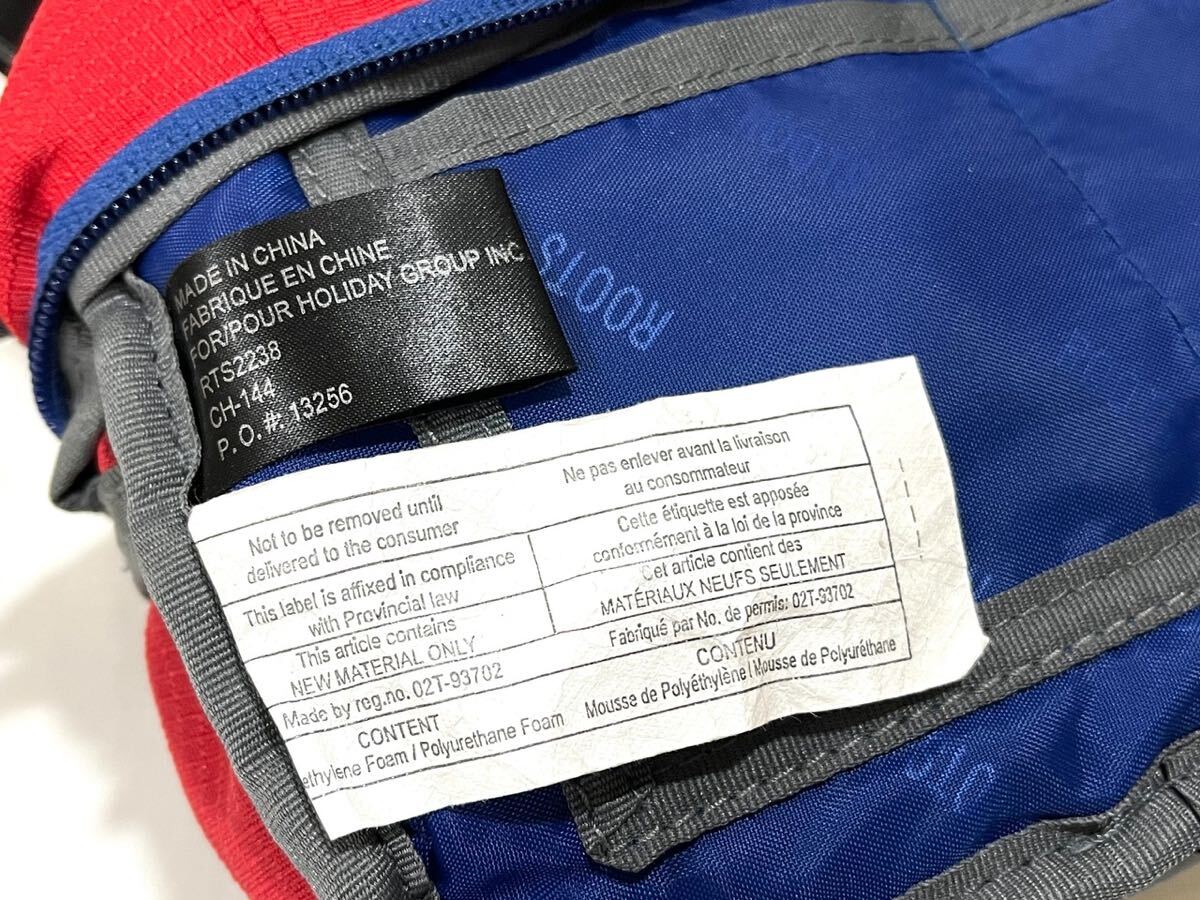 MADE IN CHINA
FABRIQUE EN CHINE
FOR/POUR HOLIDAY GROUP INC
RTS2238
CH-144
P. O. #: 13256
ROOTS
Not to be removed until
delivered to the consumer
Ne pas enlever avant la livraison
au consommateur
This label is affixed in compliance
with Provincial law
Cette étiquette est apposée
conformément à la loi de la province
This article contains
NEW MATERIAL ONLY
Cet article contient des
MATÉRIAUX NEUFS SEULEMENT
Made by reg.no. 02T-93702
Fabriqué par No. de permis: 02T-93702
CONTENT
ethylene Foam / Polyurethane Foam
CONTENU
Mousse de Polyéthylène / Mousse de Polyuréthane